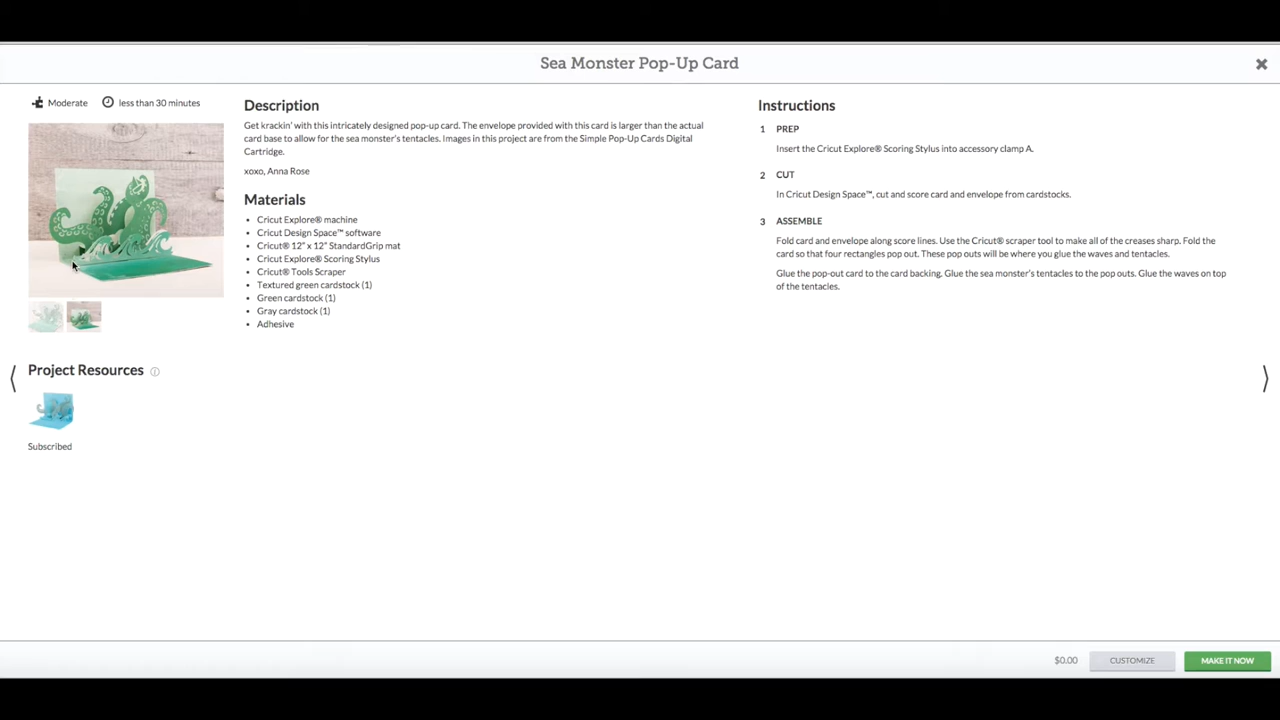 Sea Monster Pop-Up Card
Moderate
less than 30 minutes
Description
Get krackin' with this intricately designed pop-up card. The envelope provided with this card is larger than the actual
card base to allow for the sea monster's tentacles. Images in this project are from the Simple Pop-Up Cards Digital
Cartridge.
xoxo, Anna Rose
Materials
• Cricut Explore® machine
• Cricut Design Space™ software
• Cricut® 12" x 12" StandardGrip mat
• Cricut Explore® Scoring Stylus
• Cricut® Tools Scraper
• Textured green cardstock (1)
• Green cardstock (1)
• Gray cardstock (1)
• Adhesive
Instructions
1 PREP
Insert the Cricut Explore® Scoring Stylus into accessory clamp A.
2 CUT
In Cricut Design Space™, cut and score card and envelope from cardstocks.
3 ASSEMBLE
Fold card and envelope along score lines. Use the Cricut® scraper tool to make all of the creases sharp. Fold the
card so that four rectangles pop out. These pop outs will be where you glue the waves and tentacles.
Glue the pop-out card to the card backing. Glue the sea monster's tentacles to the pop outs. Glue the waves on top
of the tentacles.
Project Resources
Subscribed
$0.00
CUSTOMIZE
MAKE IT NOW